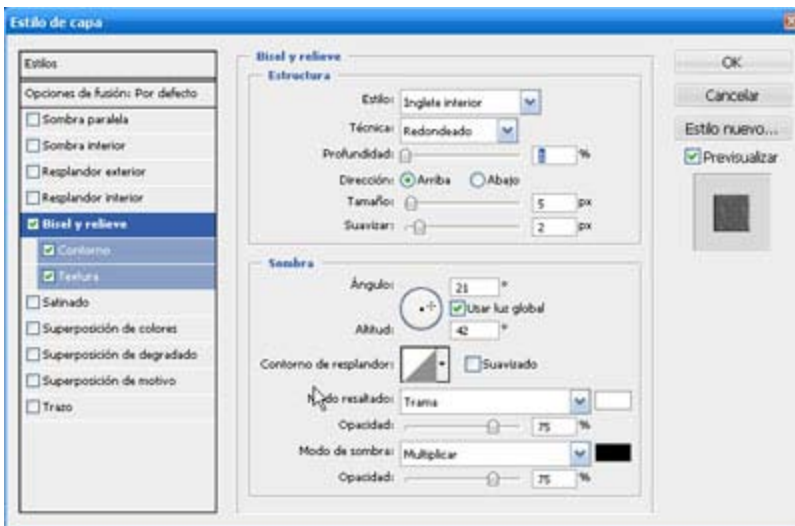 Estilo de capa
Estilos
Opciones de fusión: Por defecto
Sombra paralela
Sombra interior
Resplandor exterior
Resplandor interior
Bisel y relieve
Contorno
Textura
Satinado
Superposición de colores
Superposición de degradado
Superposición de motivo
Trazo
Bisel y relieve
Estructura
Estilo: Inglete interior
Técnica: Redondeado
Profundidad: %
Dirección: Arriba Abajo
Tamaño: 5 px
Suavizar: 2 px
Sombra
Ángulo: 21 °
Usar luz global
Altitud: 42 °
Contorno de resplandor: Suavizado
resaltado: Trama
Opacidad: 75 %
Modo de sombra: Multiplicar
Opacidad: 75 %
OK
Cancelar
Estilo nuevo...
Previsualizar